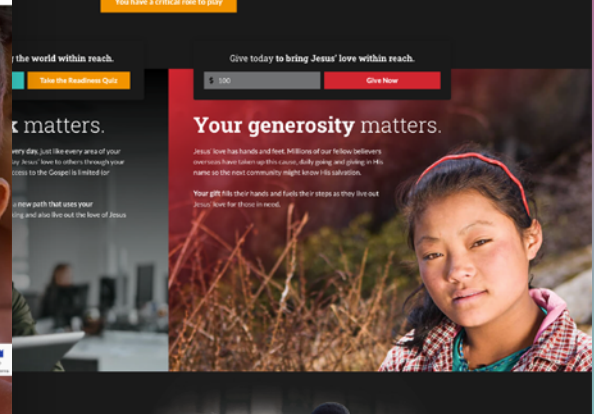 You have a critical role to play
the world within reach.
Take the Readiness Quiz
matters.
very day, just like every area of your
Jesus' love to others through your
access to the Gospel is limited (or
new path that uses your
ing and also live out the love of Jesus
Give today to bring Jesus' love within reach.
$ 100
Give Now
Your generosity matters.
Jesus' love has hands and feet. Millions of our fellow believers
overseas have taken up this cause, daily going and giving in His
name so the next community might know His salvation.
Your gift fills their hands and fuels their steps as they live out
Jesus' love for those in need.